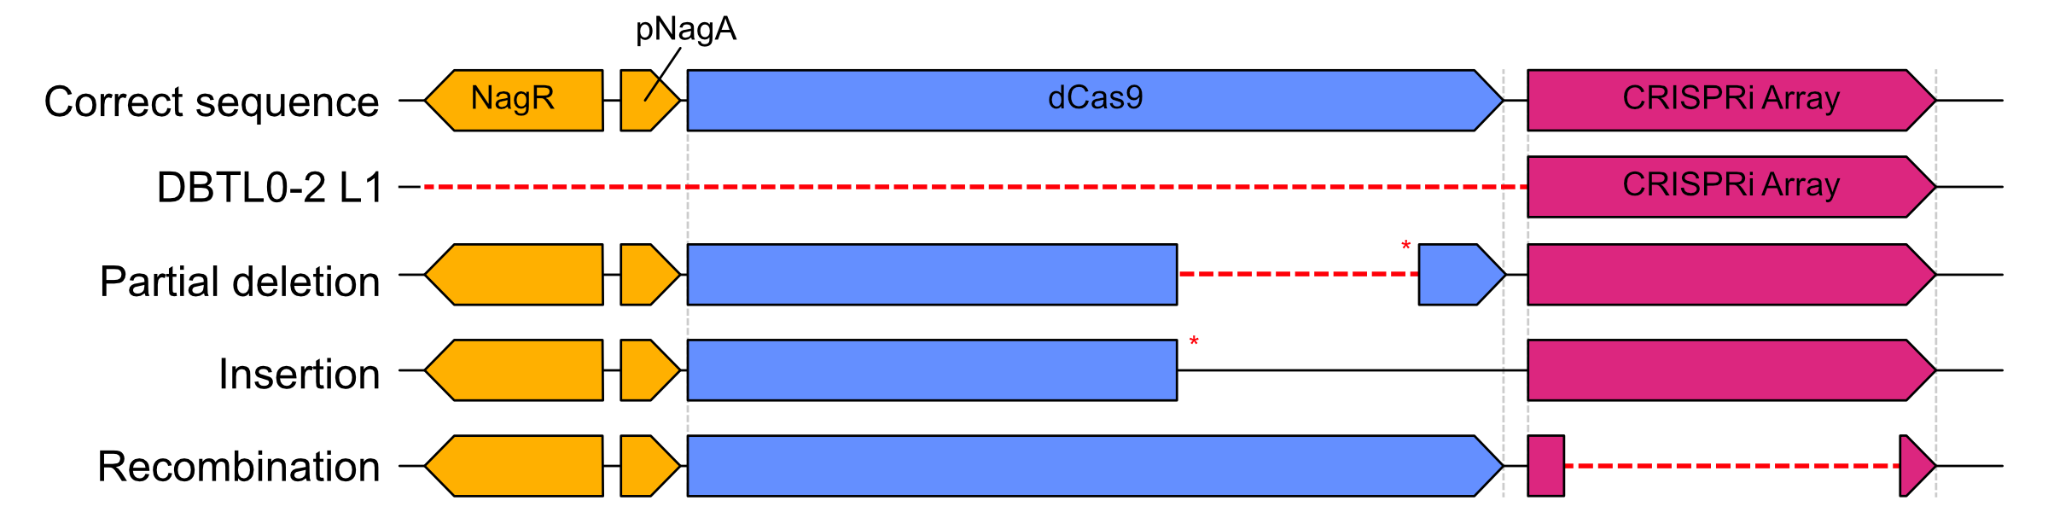 pNagA
Correct sequence NagR dCas9 CRISPRi Array
DBTL0-2 L1 CRISPRi Array
Partial deletion *
Insertion *
Recombination